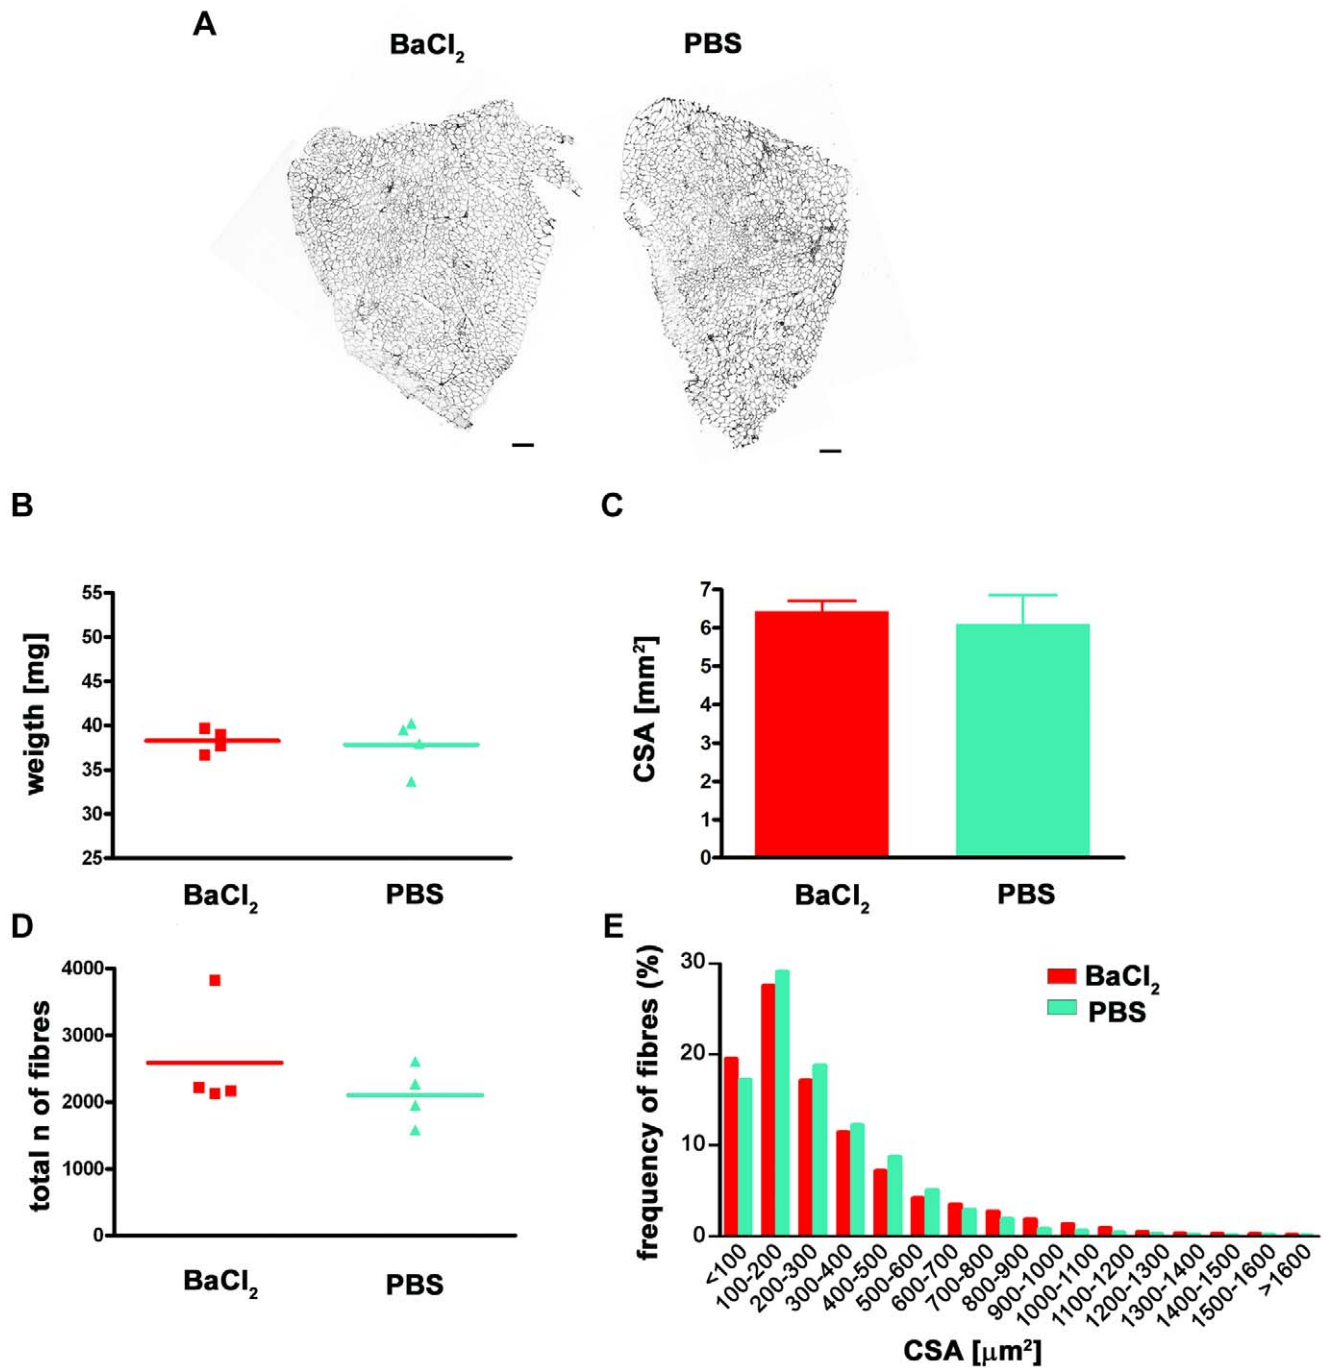 A
BaCl₂ PBS
B
C
55
50
45
40
35
30
25
weigth [mg]
BaCl₂ PBS
7
6
5
4
3
2
1
0
CSA [mm²]
BaCl₂ PBS
D
4000
3000
2000
1000
0
total n of fibres
BaCl₂ PBS
E
30
20
10
0
frequency of fibres (%)
BaCl₂
PBS
<100
100-200
200-300
300-400
400-500
500-600
600-700
700-800
800-900
900-1000
1000-1100
1100-1200
1200-1300
1300-1400
1400-1500
1500-1600
>1600
CSA [µm²]